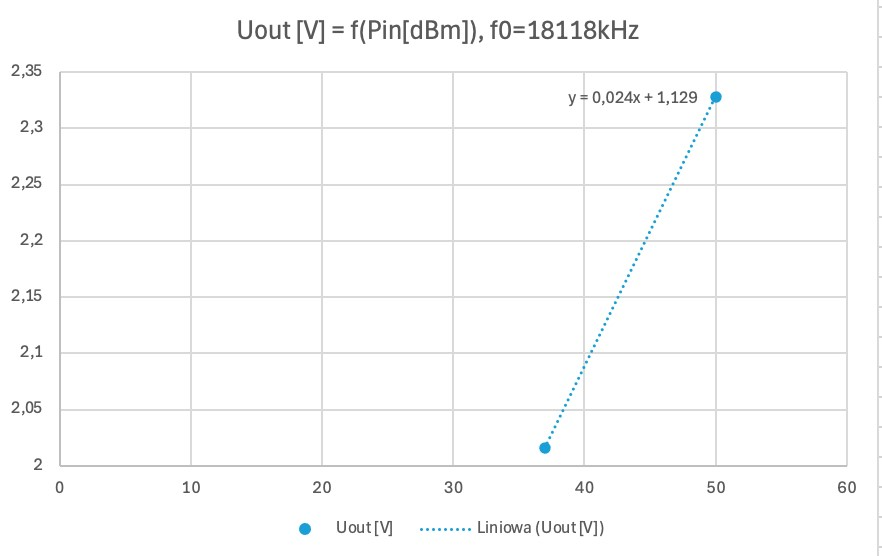 Uout [V] = f(Pin[dBm]), f0=18118kHz
2,35
y = 0,024x + 1,129
2,3
2,25
2,2
2,15
2,1
2,05
2
0 10 20 30 40 50 60
Uout [V] Liniowa (Uout [V])